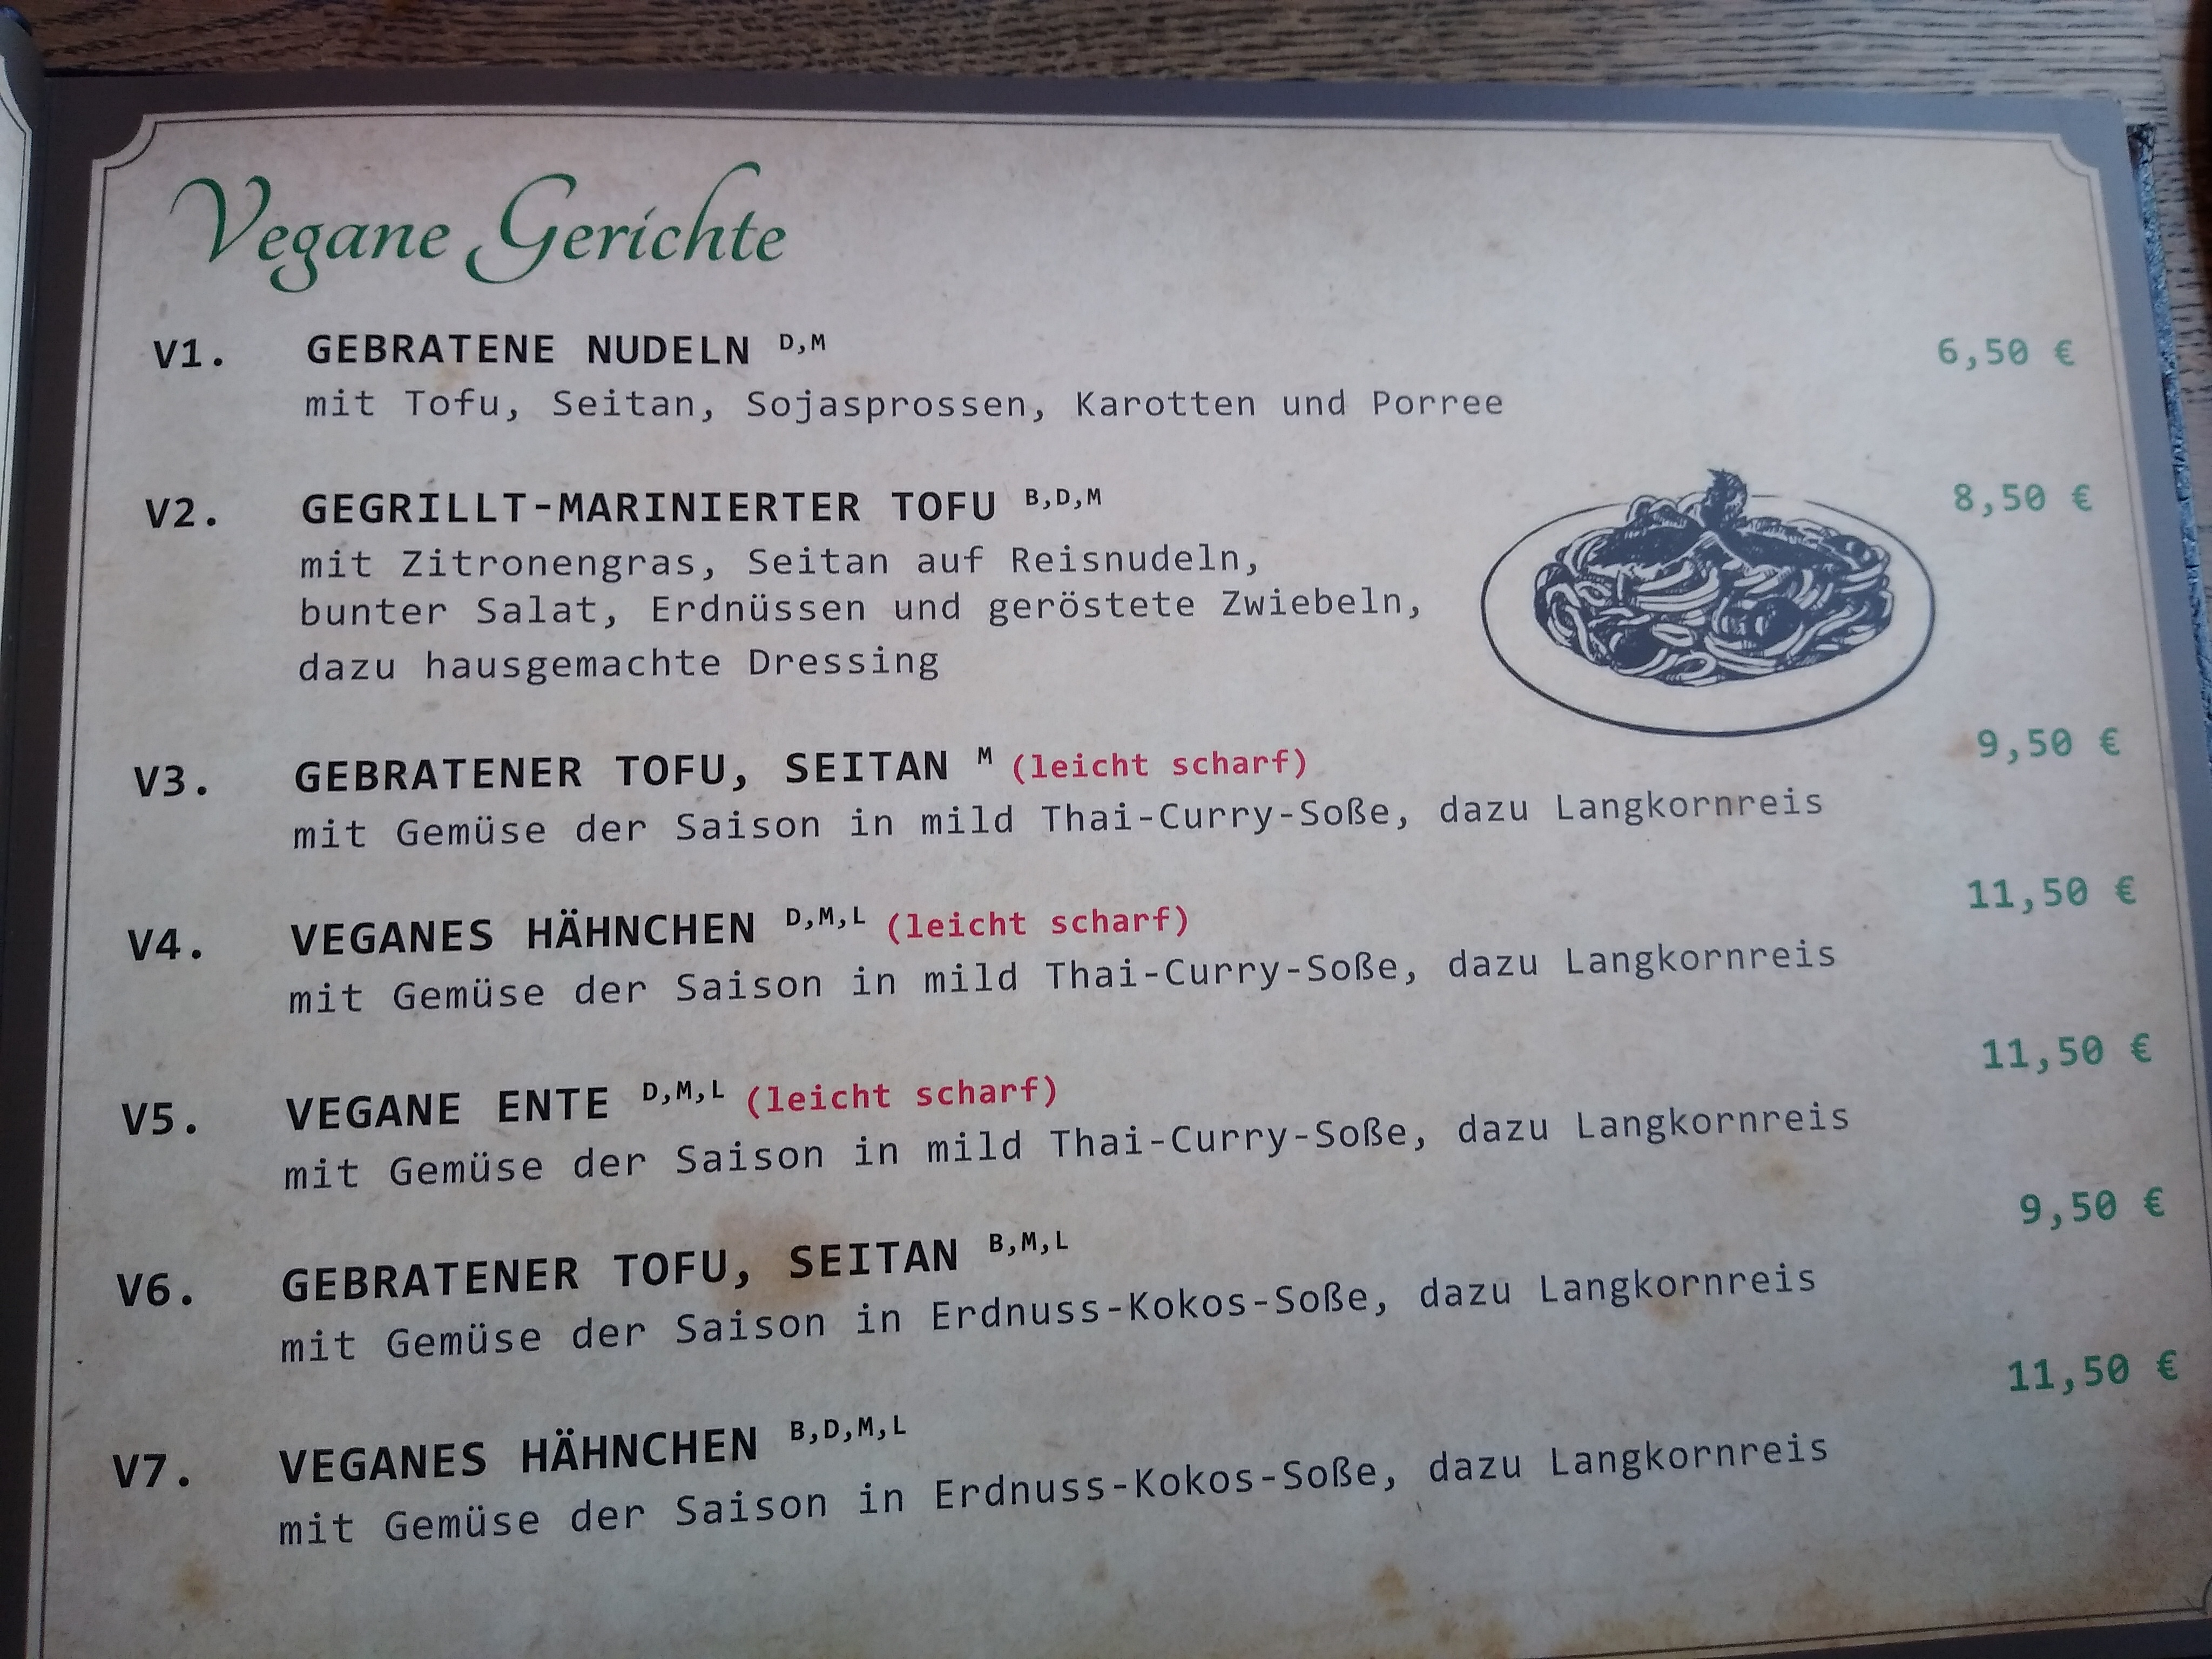 Vegane Gerichte
V1. GEBRATENE NUDELN D,M 6,50 €
mit Tofu, Seitan, Sojasprossen, Karotten und Porree
V2. GEGRILLT-MARINIERTER TOFU B,D,M 8,50 €
mit Zitronengras, Seitan auf Reisnudeln,
bunter Salat, Erdnüssen und geröstete Zwiebeln,
dazu hausgemachte Dressing
V3. GEBRATENER TOFU, SEITAN M (leicht scharf) 9,50 €
mit Gemüse der Saison in mild Thai-Curry-Soße, dazu Langkornreis
V4. VEGANES HÄHNCHEN D,M,L (leicht scharf) 11,50 €
mit Gemüse der Saison in mild Thai-Curry-Soße, dazu Langkornreis
V5. VEGANE ENTE D,M,L (leicht scharf) 11,50 €
mit Gemüse der Saison in mild Thai-Curry-Soße, dazu Langkornreis
V6. GEBRATENER TOFU, SEITAN B,M,L 9,50 €
mit Gemüse der Saison in Erdnuss-Kokos-Soße, dazu Langkornreis
V7. VEGANES HÄHNCHEN B,D,M,L 11,50 €
mit Gemüse der Saison in Erdnuss-Kokos-Soße, dazu Langkornreis